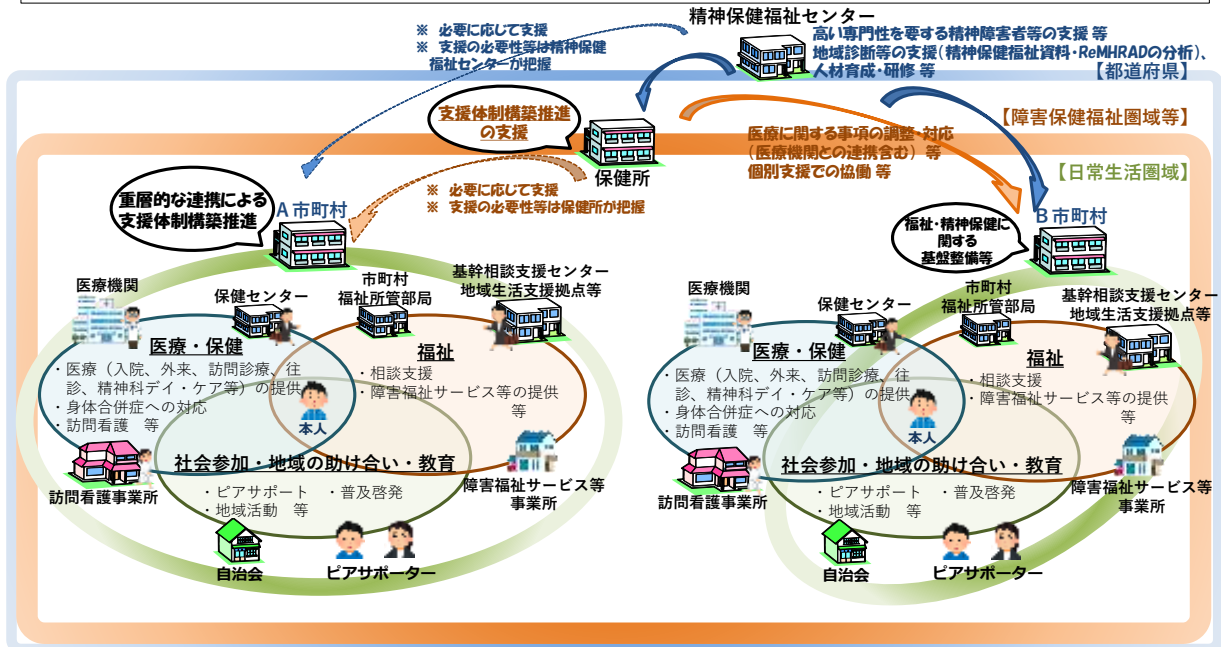 精神保健福祉センター
※ 必要に応じて支援
※ 支援の必要性等は精神保健
福祉センターが把握
高い専門性を要する精神障害者等の支援 等
地域診断等の支援（精神保健福祉資料・ReMHRADの分析）、
人材育成・研修 等
【都道府県】
支援体制構築推進
の支援
保健所
【障害保健福祉圏域等】
医療に関する事項の調整・対応
（医療機関との連携含む） 等
個別支援での協働 等
【日常生活圏域】
※ 必要に応じて支援
※ 支援の必要性等は保健所が把握
重層的な連携による
支援体制構築推進
A市町村
医療機関
保健センター
市町村
福祉所管部局
基幹相談支援センター
地域生活支援拠点等
医療・保健
・医療（入院、外来、訪問診療、往
診、精神科デイ・ケア等）の提供
・身体合併症への対応
・訪問看護 等
福祉
・相談支援
・障害福祉サービス等の提供
等
本人
社会参加・地域の助け合い・教育
・ピアサポート ・普及啓発
・地域活動 等
訪問看護事業所
障害福祉サービス等
事業所
自治会
ピアサポーター
福祉・精神保健に
関する
基盤整備等
B市町村
医療機関
保健センター
市町村
福祉所管部局
基幹相談支援センター
地域生活支援拠点等
医療・保健
・医療（入院、外来、訪問診療、往
診、精神科デイ・ケア等）の提供
・身体合併症への対応
・訪問看護 等
福祉
・相談支援
・障害福祉サービス等の提供
等
本人
社会参加・地域の助け合い・教育
・ピアサポート ・普及啓発
・地域活動 等
訪問看護事業所
障害福祉サービス等
事業所
自治会
ピアサポーター